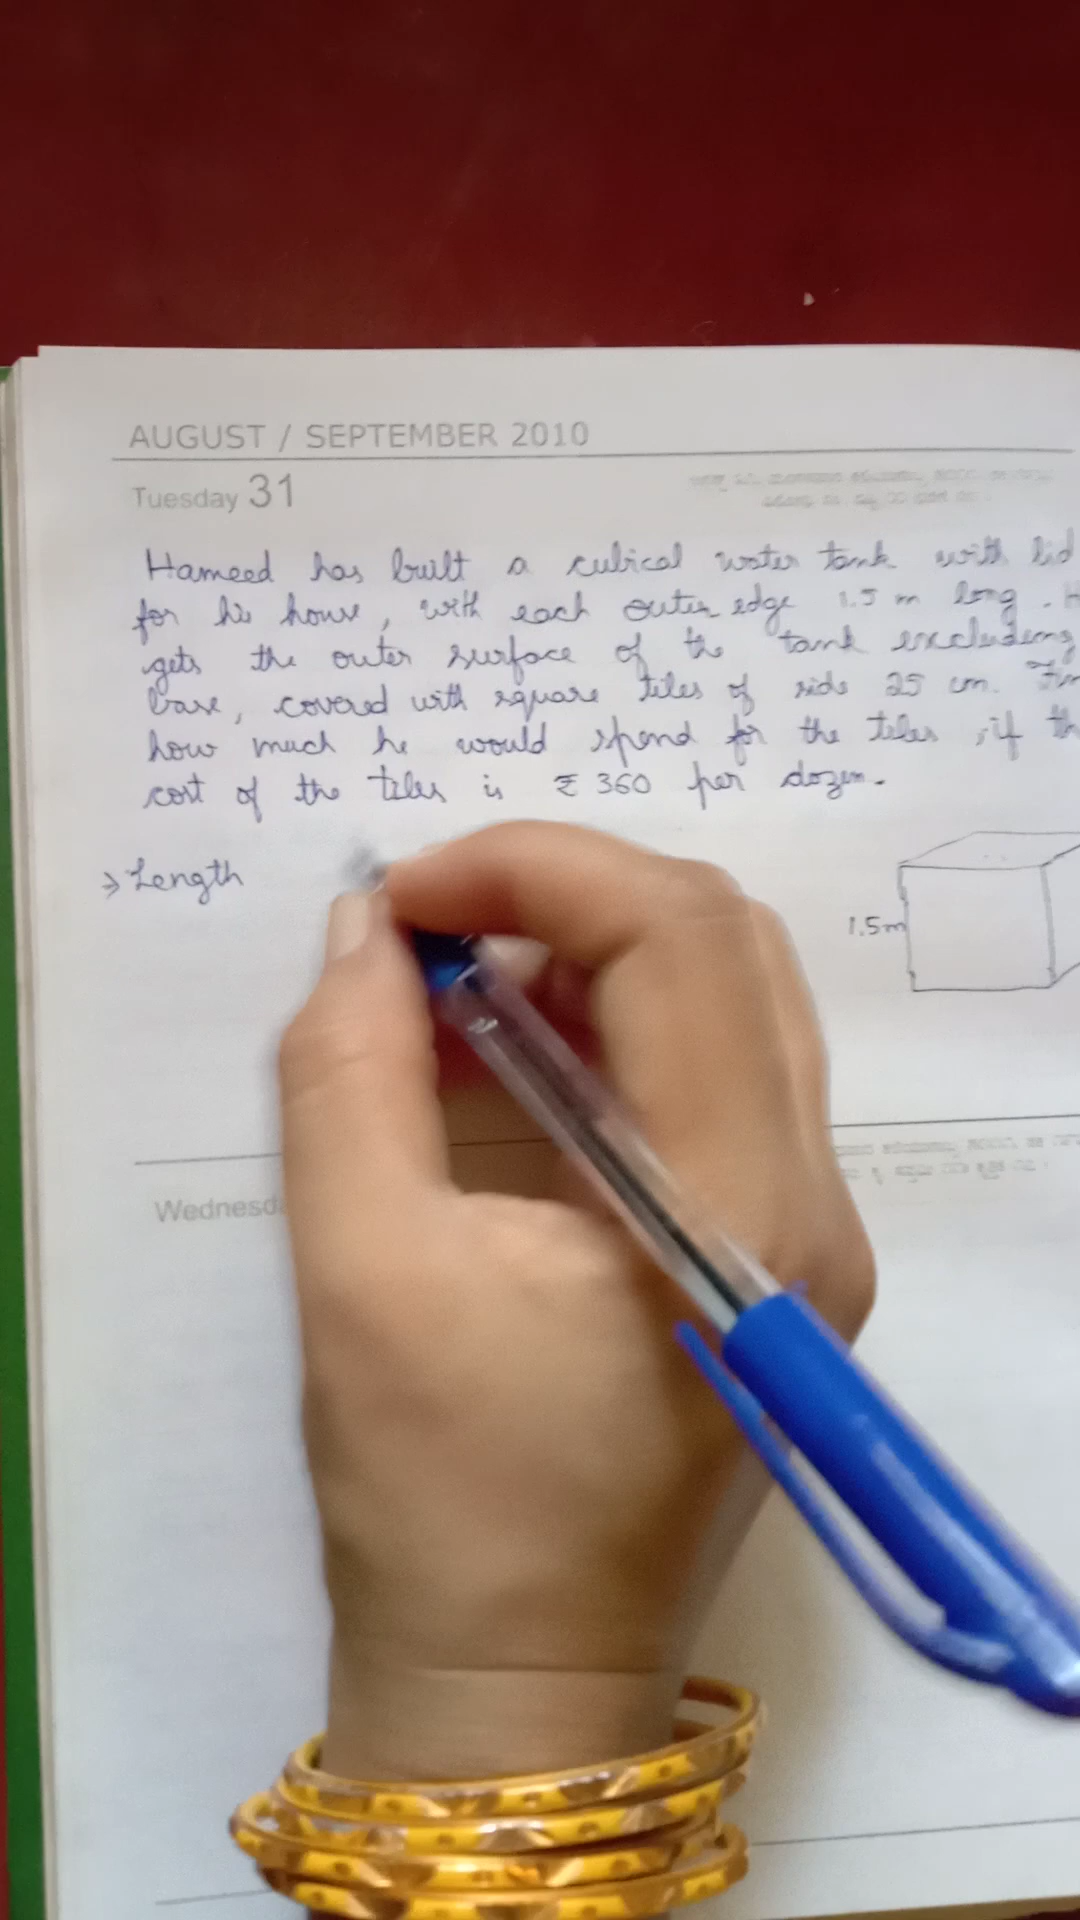 AUGUST / SEPTEMBER 2010
Tuesday 31
Hameed has built a cubical water tank with lid
for his house, with each outer edge 1.5 m long.
gets the outer surface of the tank excluding
base, covered with square tiles of side 25 cm.
how much he would spend for the tiles, if
cost of the tiles is ₹ 360 per dozen.
→ Length
1.5m